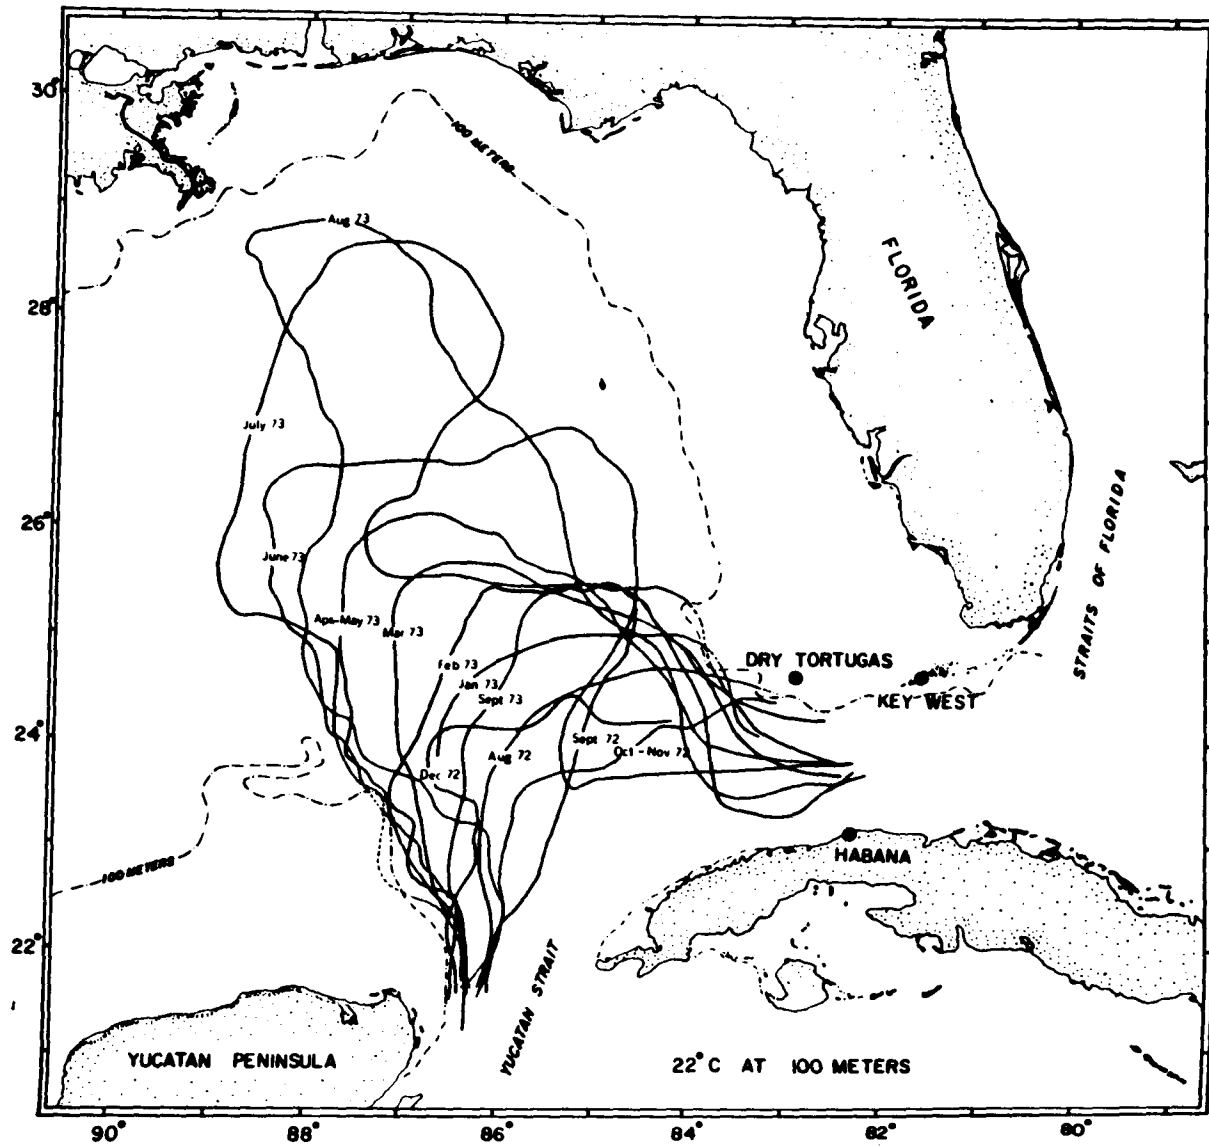 30°
100 METERS
Aug 73
FLORIDA
28°
July 73
26°
June 73
STRAITS OF FLORIDA
Apr-May 73
Mar 73
DRY TORTUGAS
Feb 73
Jan 73
KEY WEST
Sept 73
24°
Sept 72
Oct-Nov 72
Aug 72
Dec 72
HABANA
100 METERS
22°
YUCATAN STRAIT
YUCATAN PENINSULA
22°C AT 100 METERS
90° 88° 86° 84° 82° 80°